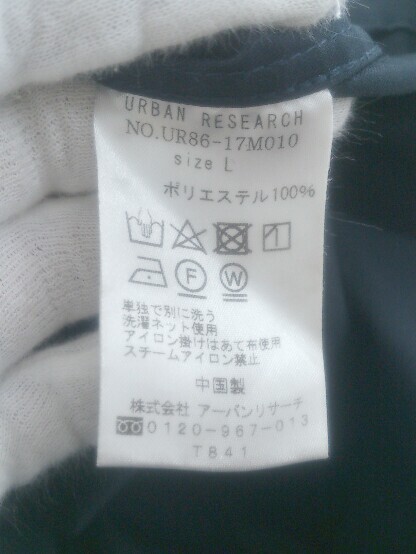 URBAN RESEARCH
NO.UR86-17M010
size L
ポリエステル100%
F W
単独で別に洗う
洗濯ネット使用
アイロン掛けはあて布使用
スチームアイロン禁止
中国製
株式会社 アーバンリサーチ
0120-967-013
T841